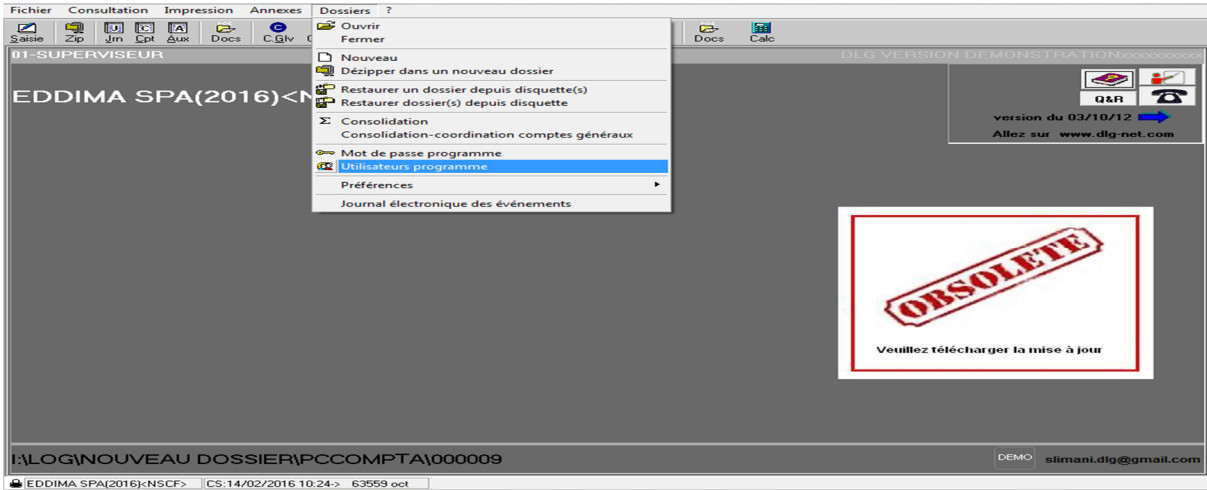 Fichier Consultation Impression Annexes Dossiers ?
Saisie Zip Jrn Cpt Aux Docs C.Glv Docs Calc
Ouvrir
Fermer
Nouveau
Dézipper dans un nouveau dossier
Restaurer un dossier depuis disquette(s)
Restaurer dossier(s) depuis disquette
Σ Consolidation
Consolidation-coordination comptes généraux
Mot de passe programme
Utilisateurs programme
Préférences
Journal électronique des événements
01-SUPERVISEUR
DLG VERSION DEMONSTRATIONxxxxxxxxxxx
EDDIMA SPA(2016)<N
Q&R
version du 03/10/12
Allez sur www.dlg-net.com
OBSOLETE
Veuillez télécharger la mise à jour
I:\LOG\NOUVEAU DOSSIER\PCCOMPTA\000009
DEMO slimani.dlg@gmail.com
EDDIMA SPA(2016)<NSCF> CS:14/02/2016 10:24-> 63559 oct